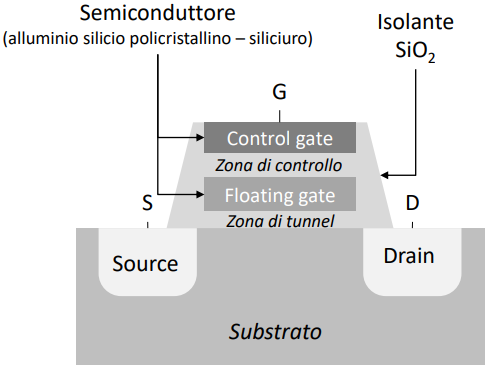 Semiconduttore
(alluminio silicio policristallino – siliciuro)
Isolante
SiO₂
G
Control gate
Zona di controllo
Floating gate
Zona di tunnel
S
D
Source
Drain
Substrato